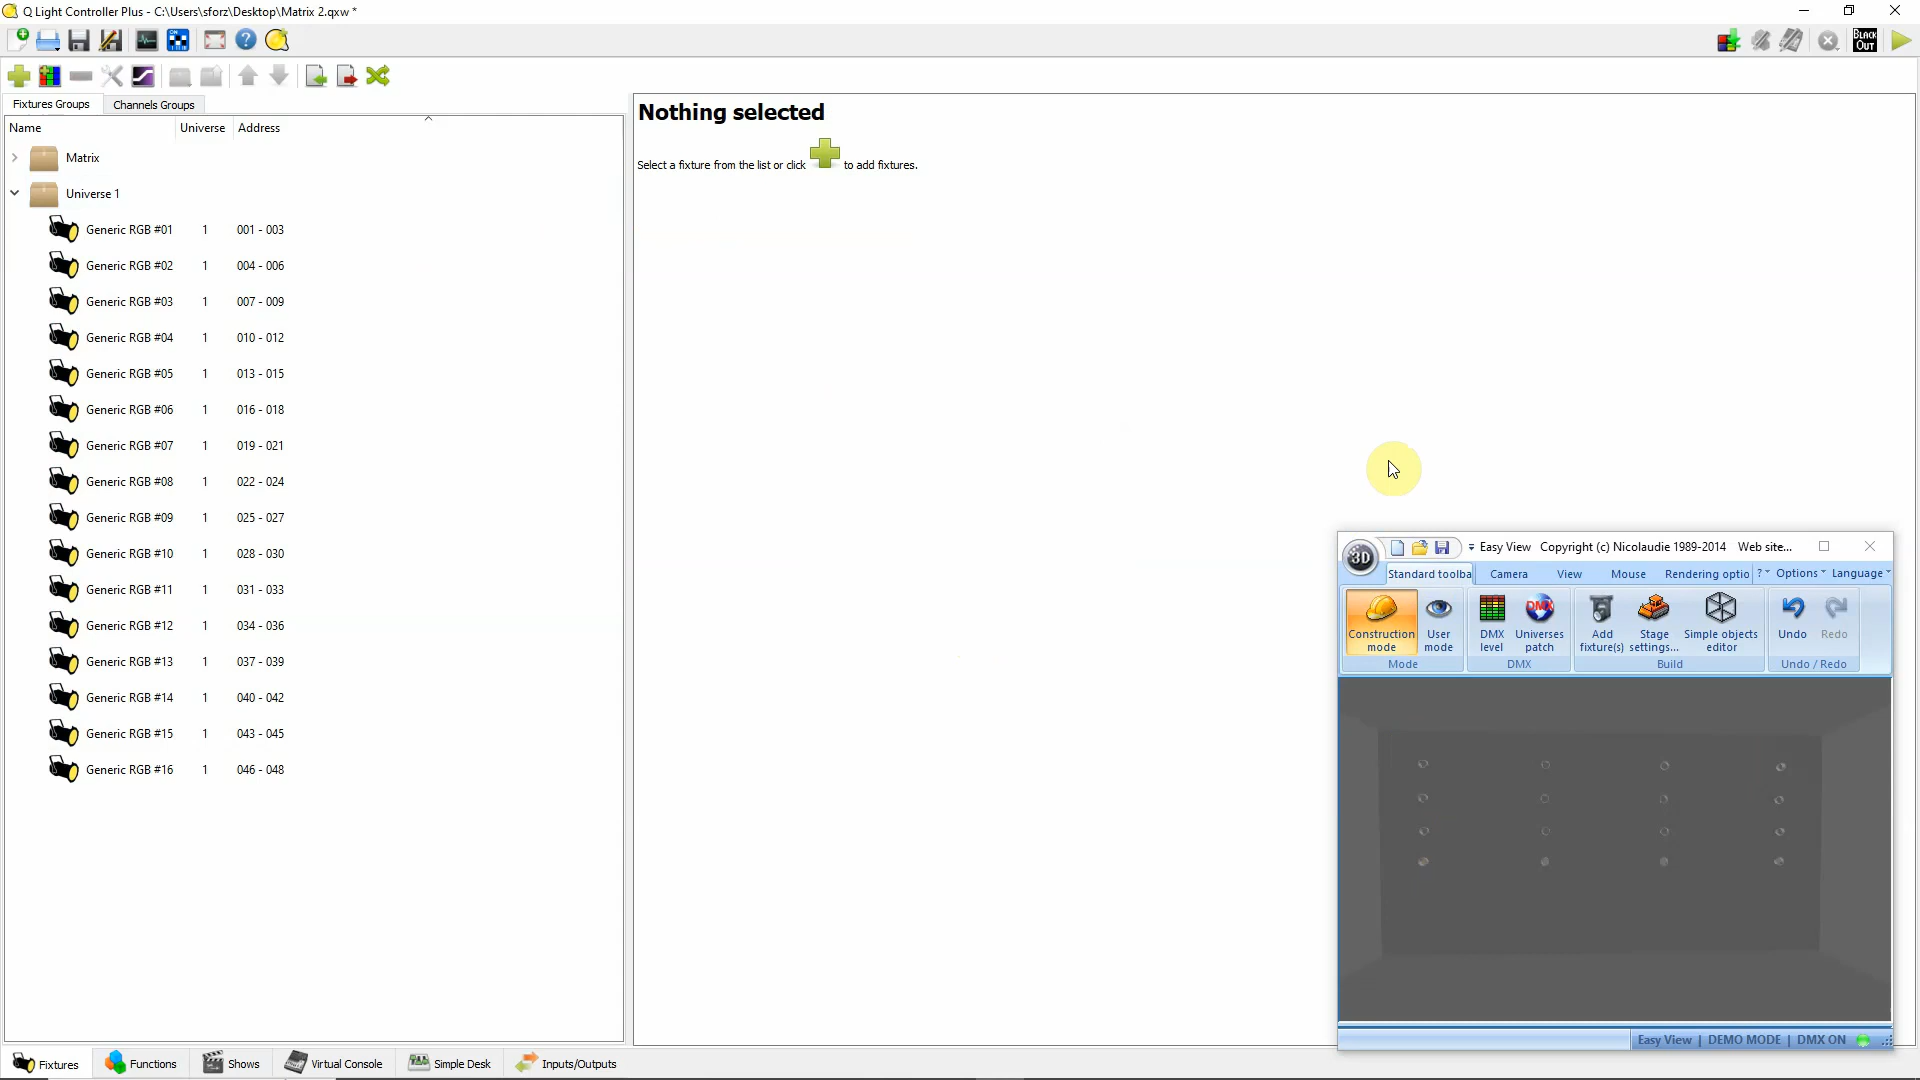 Q Light Controller Plus - C:\Users\sforz\Desktop\Matrix 2.qxw *
BLACK OUT
Fixtures Groups Channels Groups
Name Universe Address
Matrix
Universe 1
Generic RGB #01 1 001 - 003
Generic RGB #02 1 004 - 006
Generic RGB #03 1 007 - 009
Generic RGB #04 1 010 - 012
Generic RGB #05 1 013 - 015
Generic RGB #06 1 016 - 018
Generic RGB #07 1 019 - 021
Generic RGB #08 1 022 - 024
Generic RGB #09 1 025 - 027
Generic RGB #10 1 028 - 030
Generic RGB #11 1 031 - 033
Generic RGB #12 1 034 - 036
Generic RGB #13 1 037 - 039
Generic RGB #14 1 040 - 042
Generic RGB #15 1 043 - 045
Generic RGB #16 1 046 - 048
Nothing selected
Select a fixture from the list or click to add fixtures.
3D Easy View Copyright (c) Nicolaudie 1989-2014 Web site...
Standard toolba Camera View Mouse Rendering optio ? Options Language
DMX
Construction mode User mode DMX level Universes patch Add fixture(s) Stage settings... Simple objects editor Undo Redo
Mode DMX Build Undo / Redo
Easy View | DEMO MODE | DMX ON
Fixtures Functions Shows Virtual Console Simple Desk Inputs/Outputs